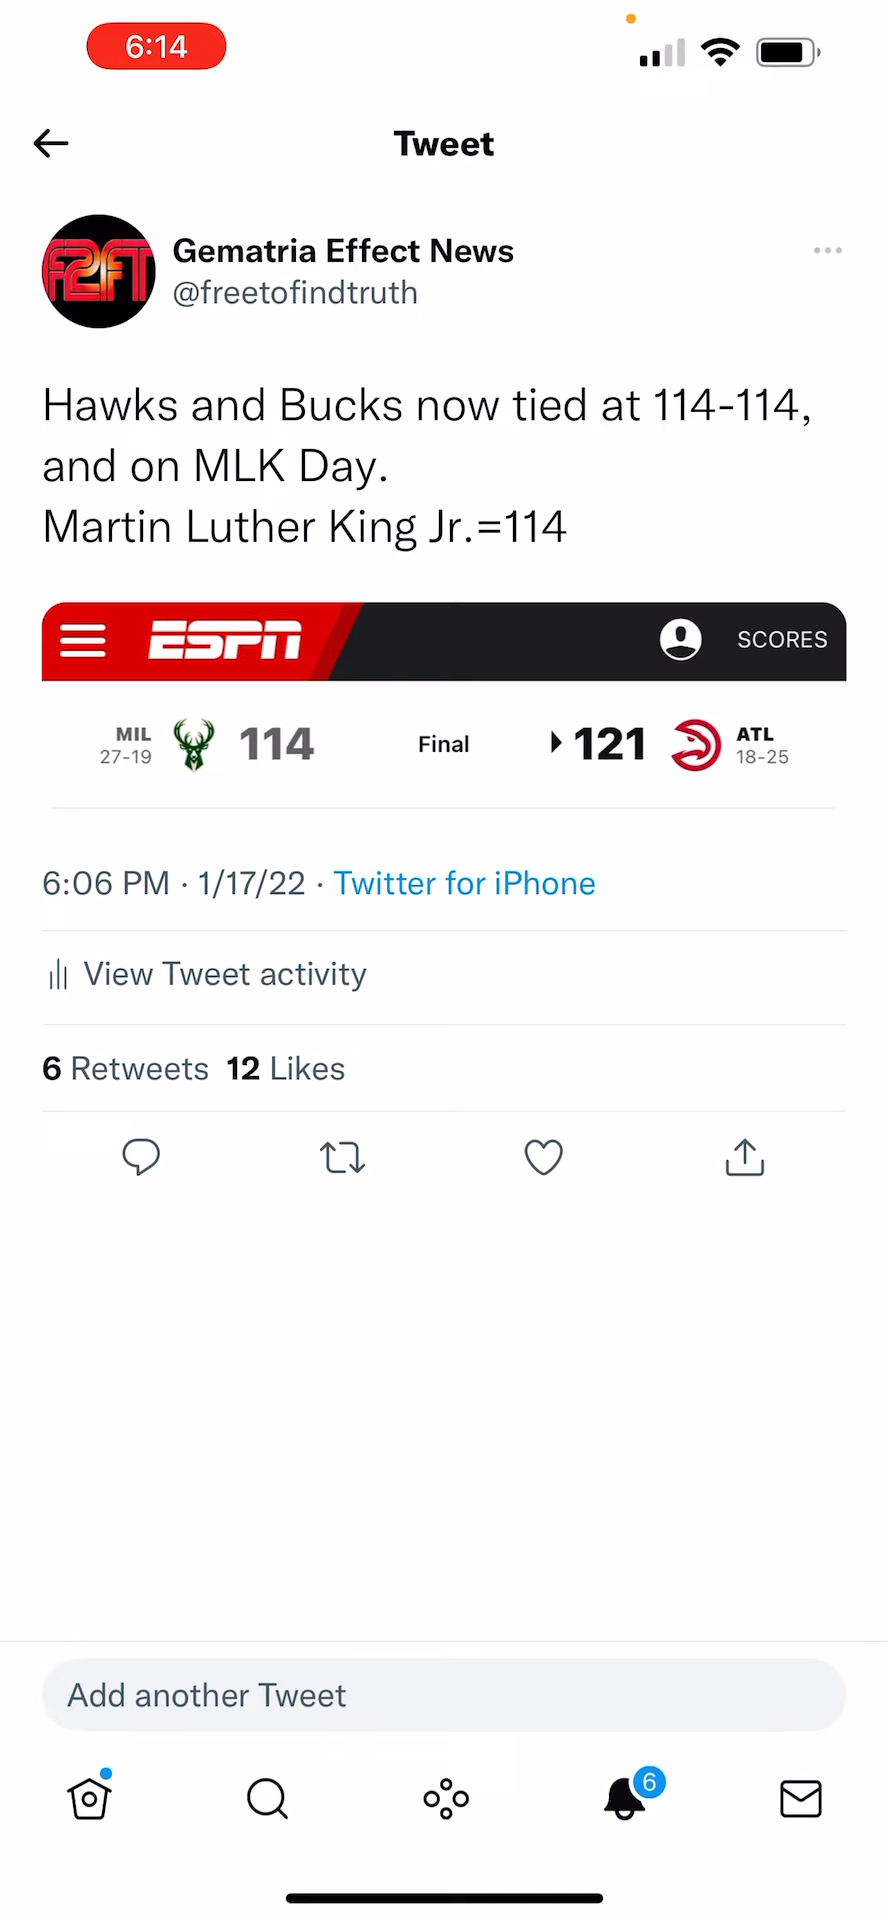 6:14
Tweet
F2FT
Gematria Effect News
@freetofindtruth
Hawks and Bucks now tied at 114-114,
and on MLK Day.
Martin Luther King Jr.=114
ESPN SCORES
MIL 114 Final 121 ATL
27-19 18-25
6:06 PM · 1/17/22 · Twitter for iPhone
View Tweet activity
6 Retweets 12 Likes
Add another Tweet
6